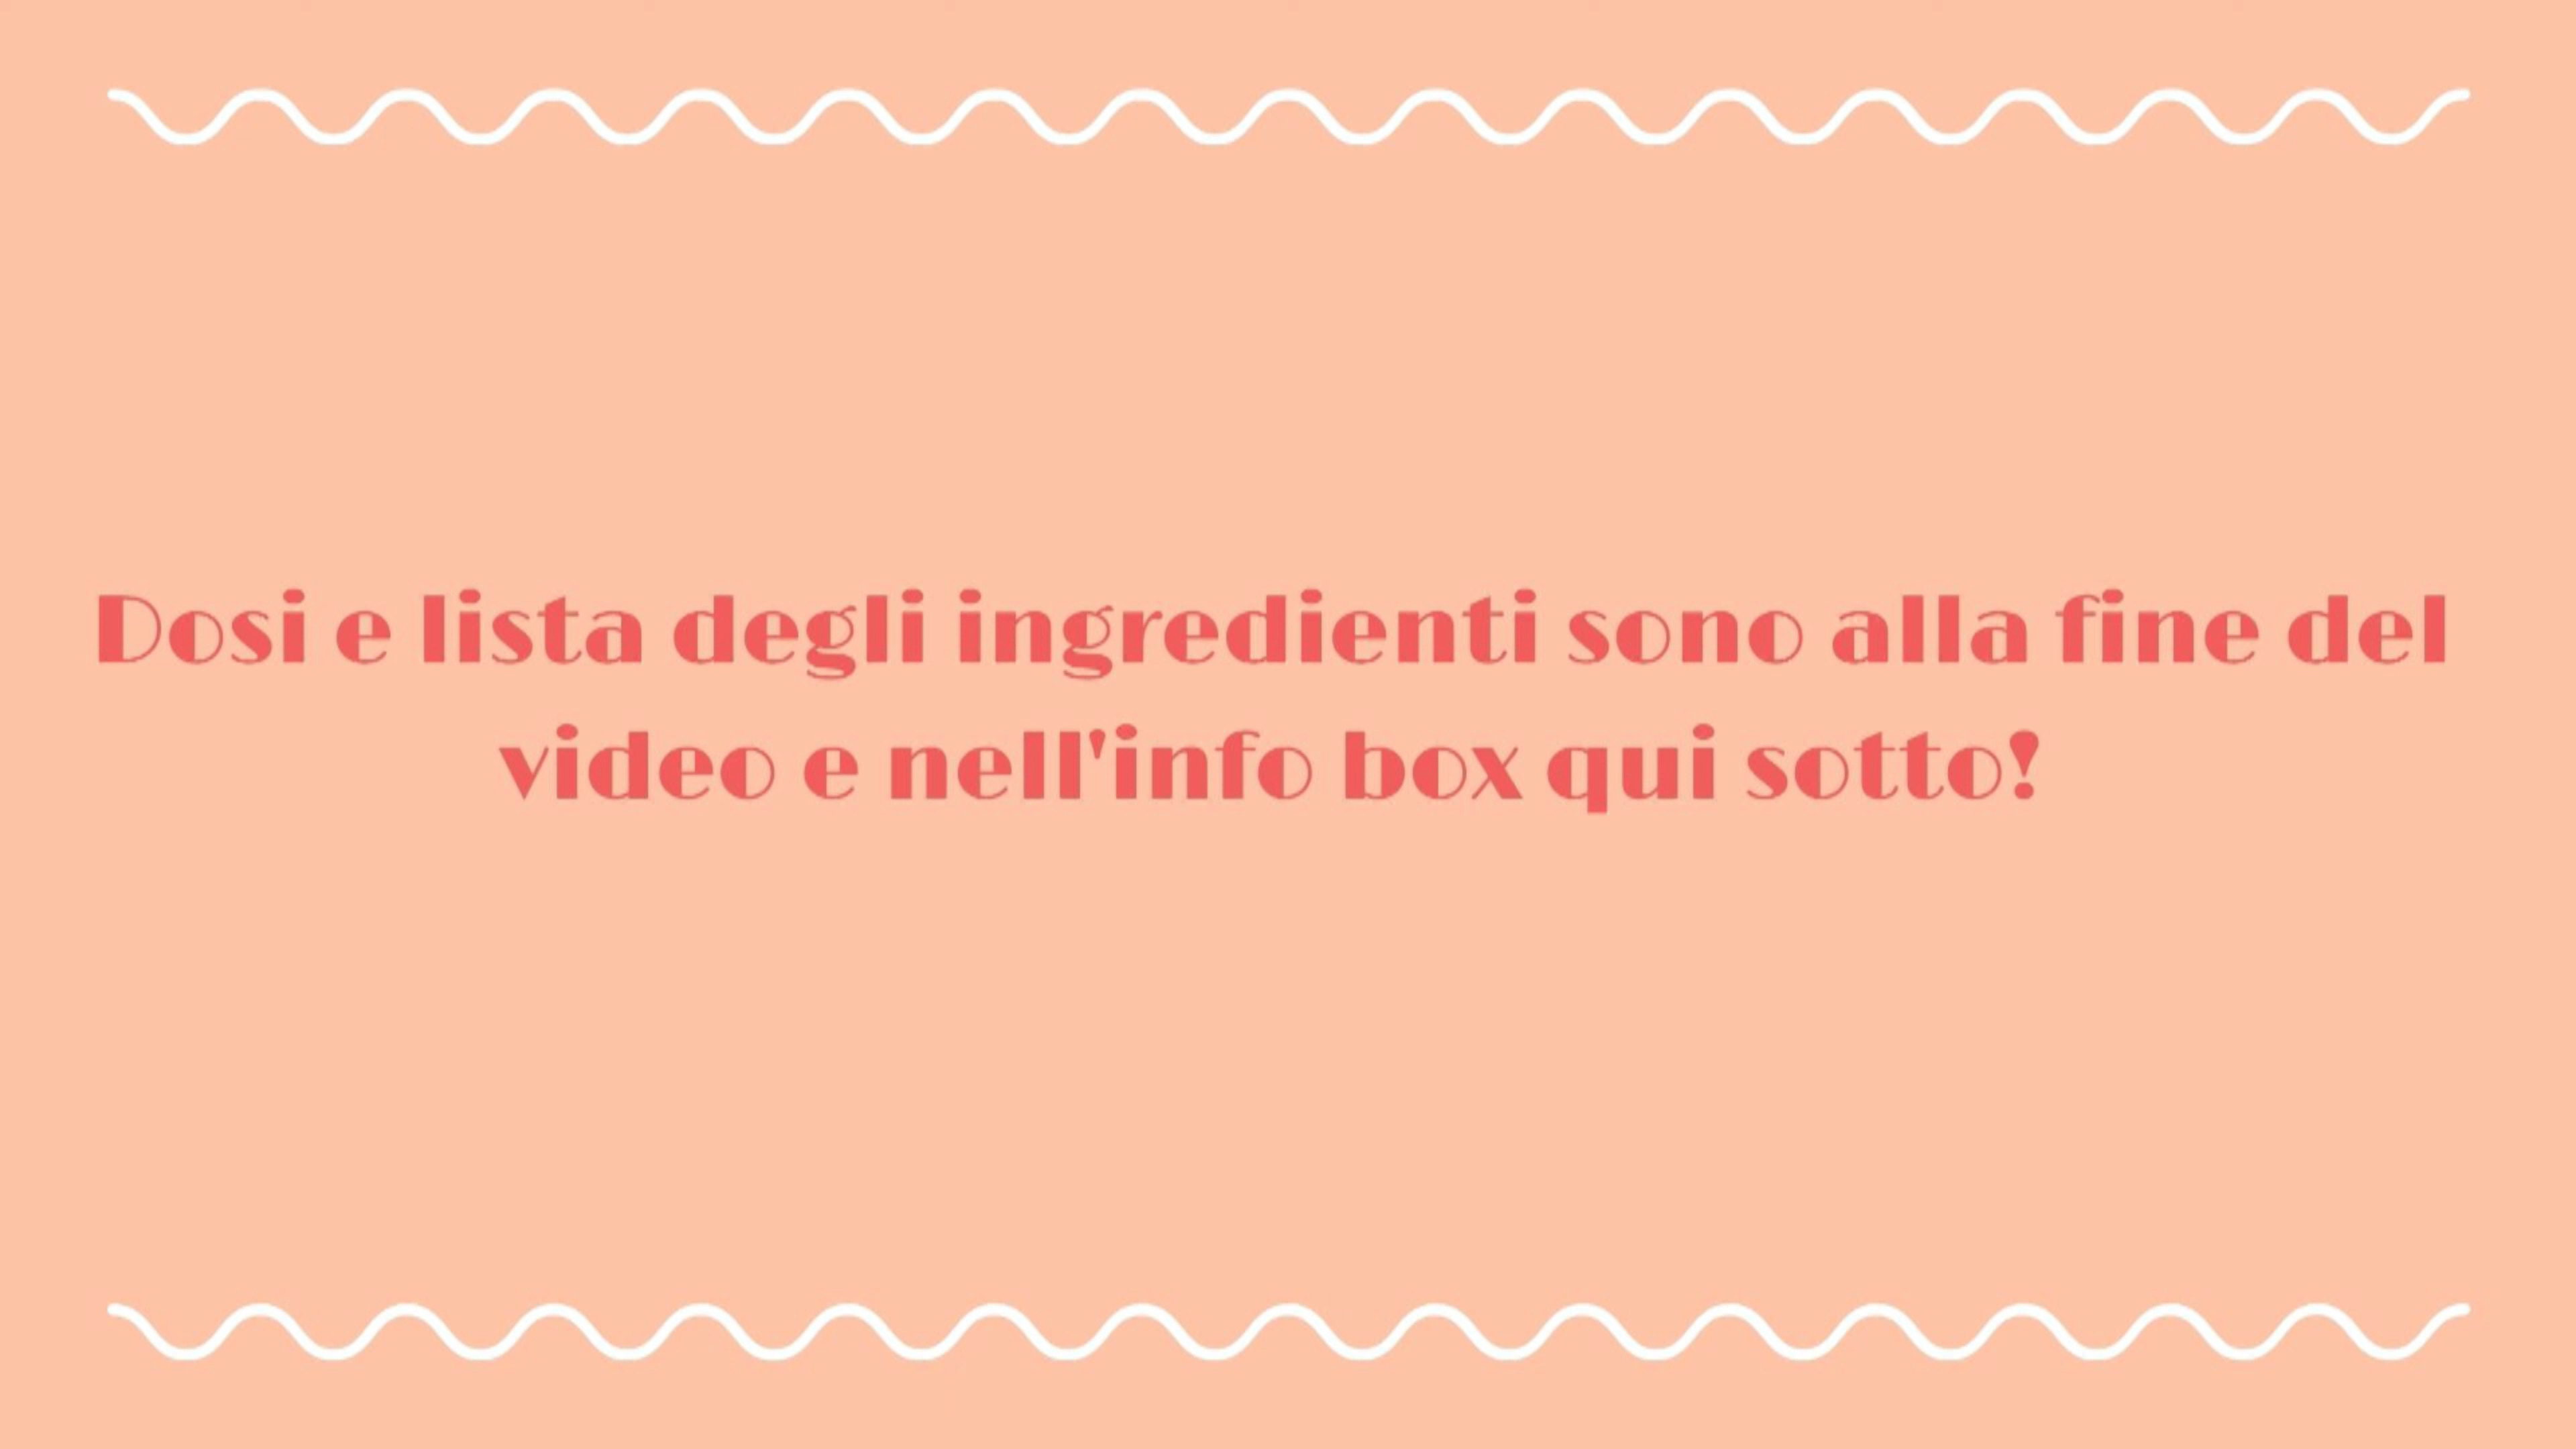 Dosi e lista degli ingredienti sono alla fine del
video e nell'info box qui sotto!